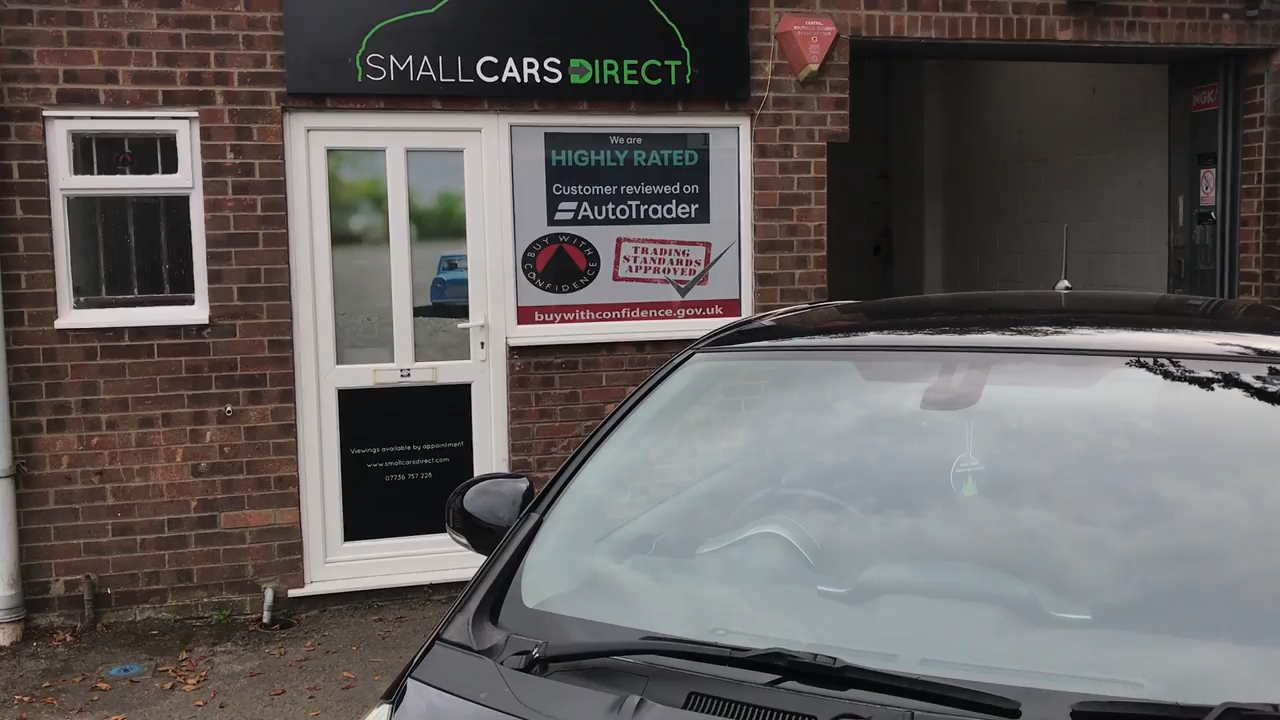 SMALLCARS DIRECT
We are
HIGHLY RATED
Customer reviewed on
AutoTrader
BUY WITH
CONFIDENCE
TRADING
STANDARDS
APPROVED
buywithconfidence.gov.uk
NGK
Viewings available by appointment
www.smallcarsdirect.com
07736 757 228